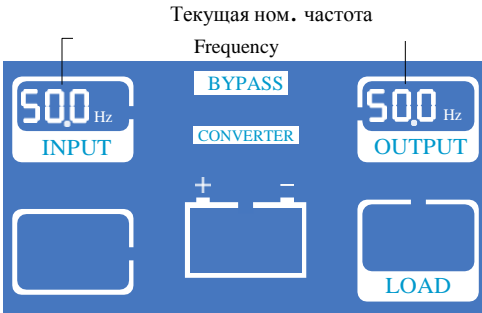 Текущая ном. частота
Frequency
BYPASS
50.0 Hz
50.0 Hz
CONVERTER
INPUT
OUTPUT
+ −
LOAD